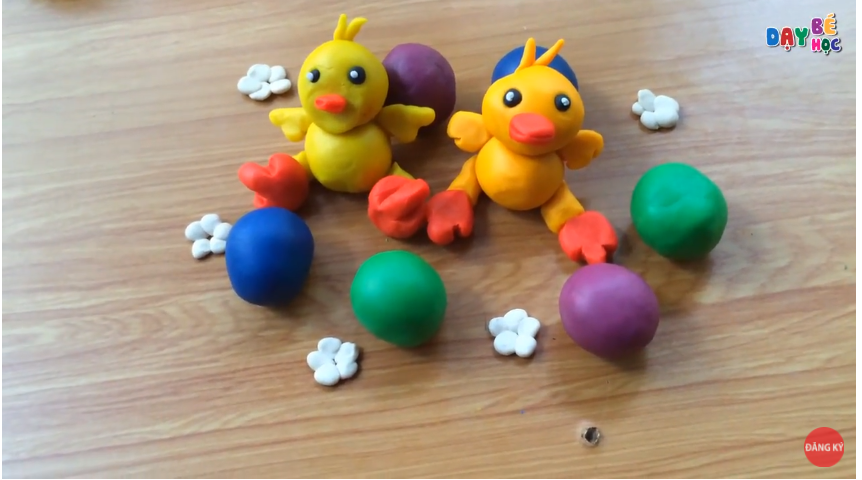 DẠY BÉ
HỌC
ĐĂNG KÝ